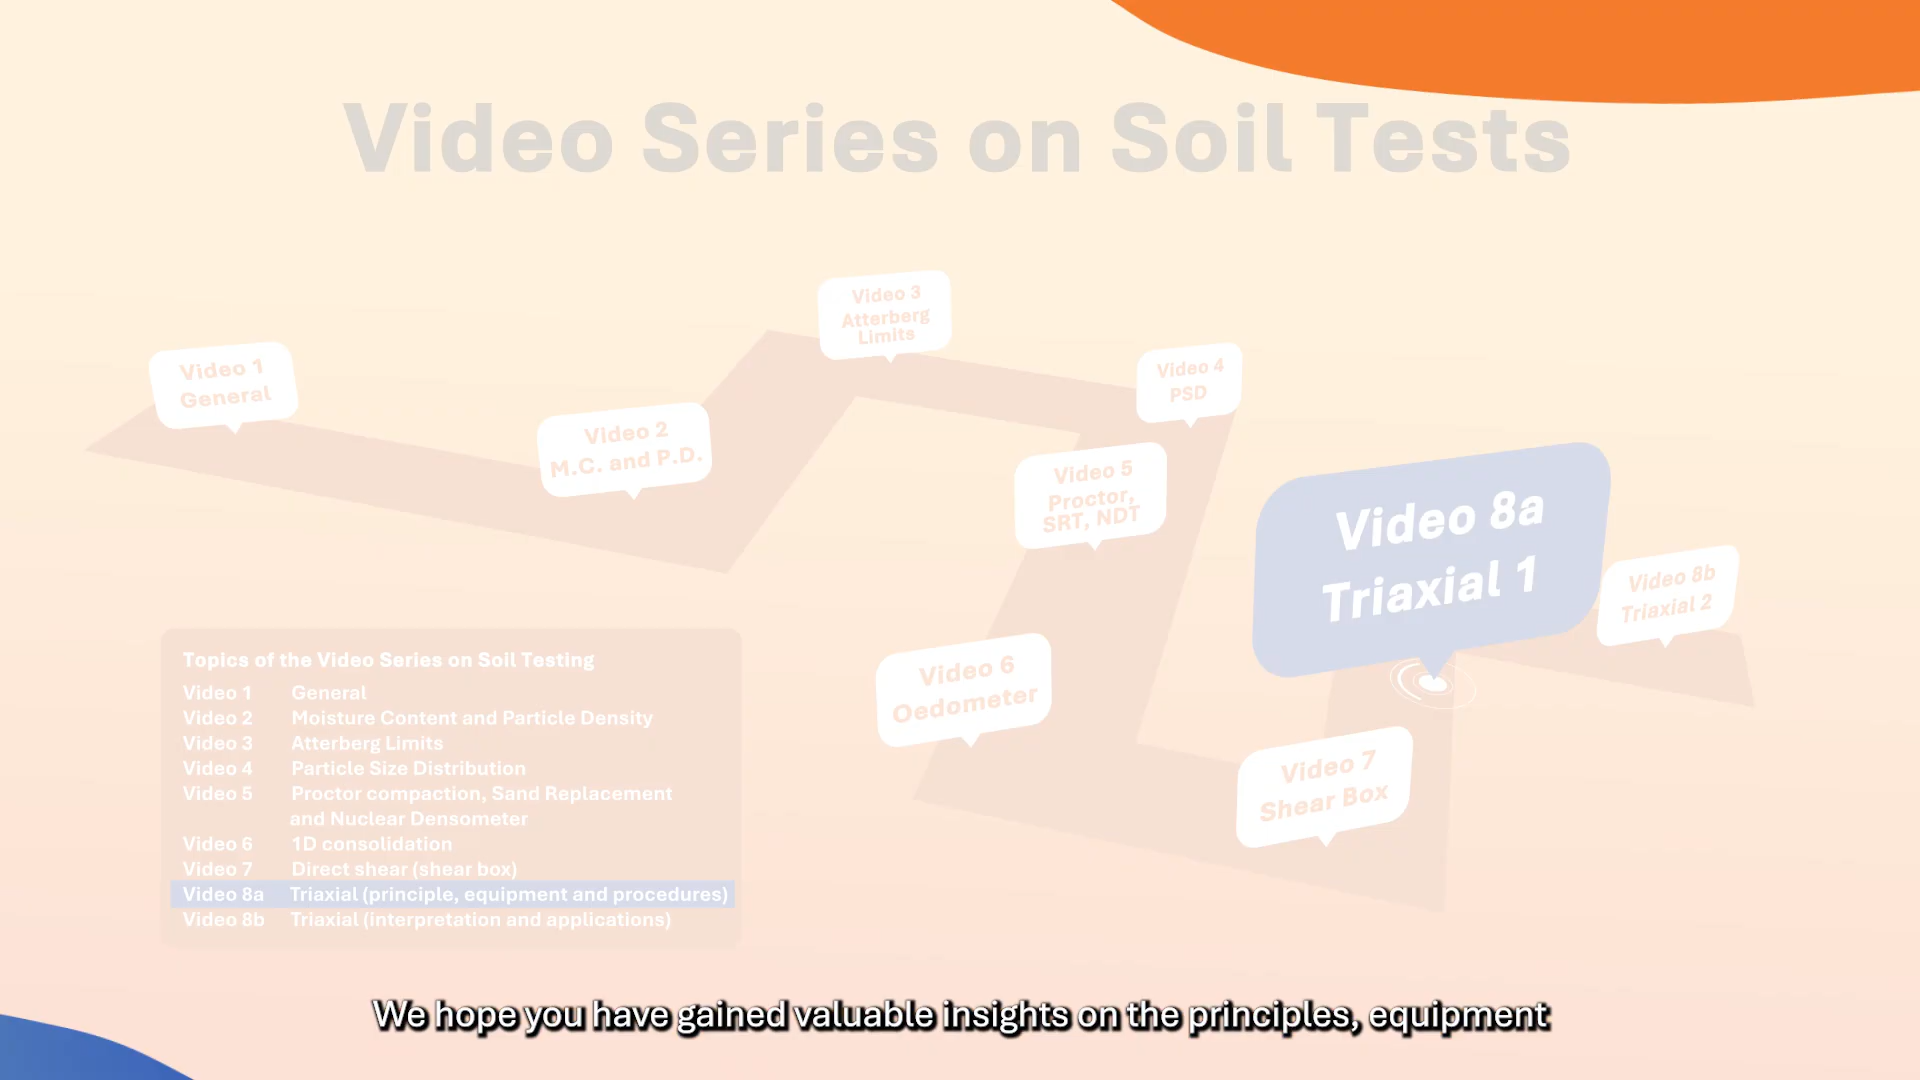 Video Series on Soil Tests
Video 1
General
Video 2
M.C. and P.D.
Video 3
Atterberg
Limits
Video 4
PSD
Video 5
Proctor,
SRT, NDT
Video 6
Oedometer
Video 7
Shear Box
Video 8a
Triaxial 1
Video 8b
Triaxial 2
Topics of the Video Series on Soil Testing
Video 1 General
Video 2 Moisture Content and Particle Density
Video 3 Atterberg Limits
Video 4 Particle Size Distribution
Video 5 Proctor compaction, Sand Replacement
and Nuclear Densometer
Video 6 1D consolidation
Video 7 Direct shear (shear box)
Video 8a Triaxial (principle, equipment and procedures)
Video 8b Triaxial (interpretation and applications)
We hope you have gained valuable insights on the principles, equipment